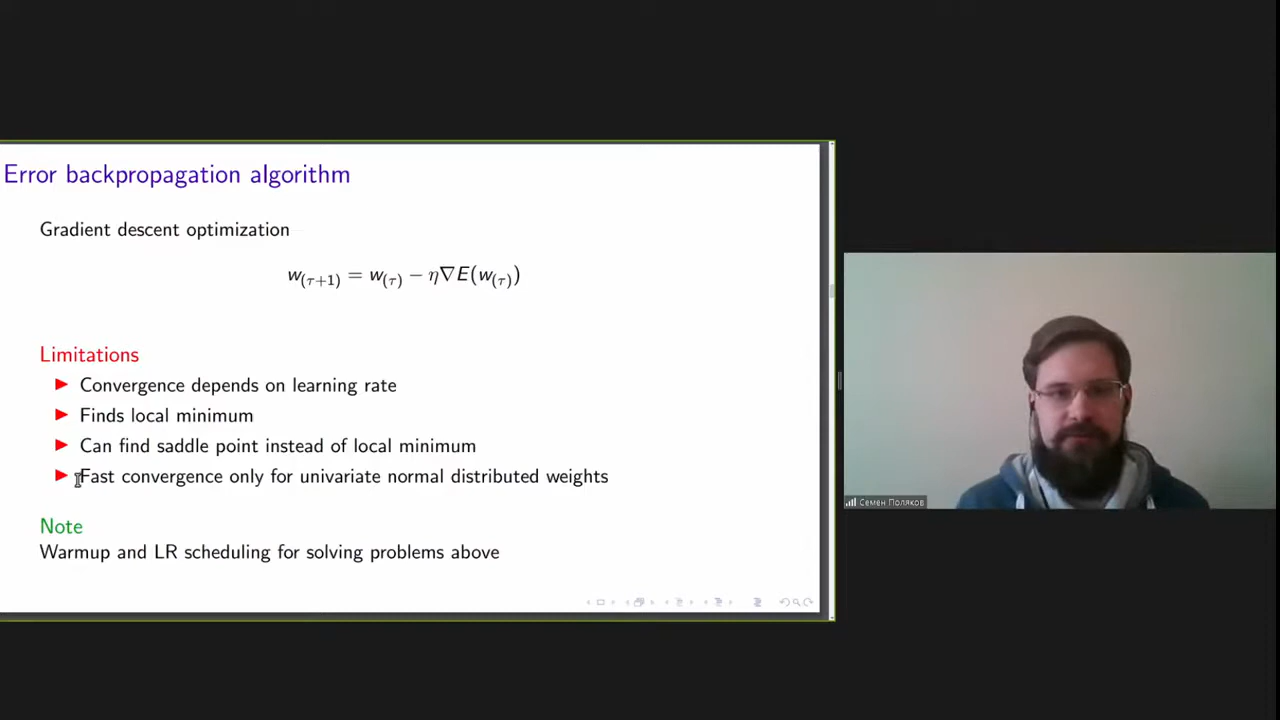 Error backpropagation algorithm
Gradient descent optimization
w(τ+1) = w(τ) − η∇E(w(τ))
Limitations
▶ Convergence depends on learning rate
▶ Finds local minimum
▶ Can find saddle point instead of local minimum
▶ Fast convergence only for univariate normal distributed weights
Note
Warmup and LR scheduling for solving problems above
Семен Поляков